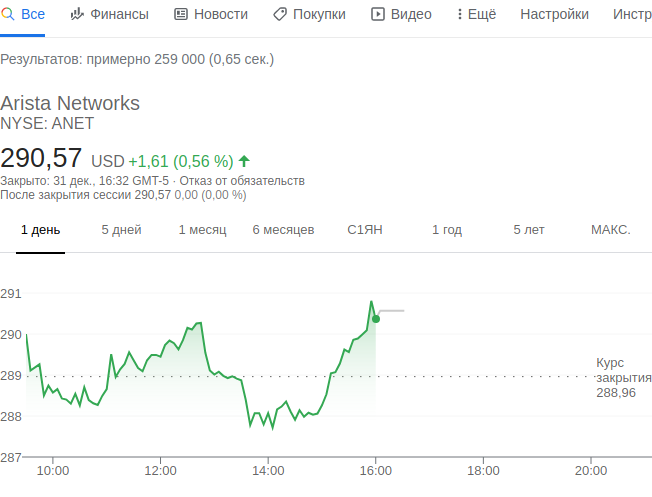 Все Финансы Новости Покупки Видео Ещё Настройки Инстр
Результатов: примерно 259 000 (0,65 сек.)
Arista Networks
NYSE: ANET
290,57 USD +1,61 (0,56 %)
Закрыто: 31 дек., 16:32 GMT-5 · Отказ от обязательств
После закрытия сессии 290,57 0,00 (0,00 %)
1 день 5 дней 1 месяц 6 месяцев С1ЯН 1 год 5 лет МАКС.
291
290
289
288
287
Курс
закрытия
288,96
10:00 12:00 14:00 16:00 18:00 20:00